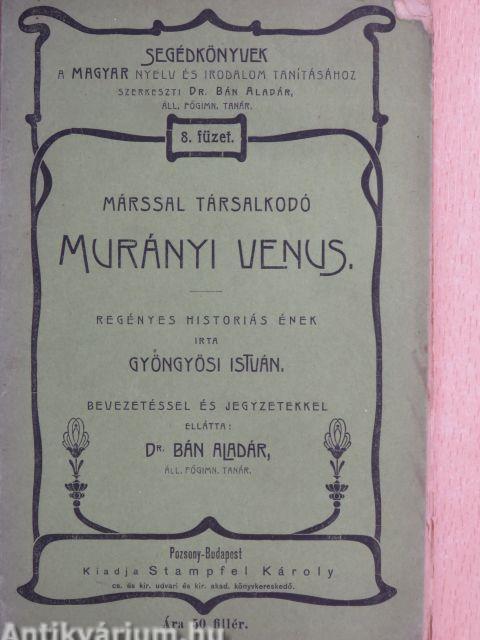 SEGÉDKÖNYVEK
A MAGYAR NYELV ÉS IRODALOM TANÍTÁSÁHOZ
SZERKESZTI DR. BÁN ALADÁR,
ÁLL. FŐGIMN. TANÁR.
8. füzet.
MÁRSSAL TÁRSALKODÓ
MURÁNYI VENUS.
REGÉNYES HISTORIÁS ÉNEK
IRTA
GYÖNGYÖSI ISTVÁN.
BEVEZETÉSSEL ÉS JEGYZETEKKEL
ELLÁTTA:
DR. BÁN ALADÁR,
ÁLL. FŐGIMN. TANÁR.
Pozsony-Budapest
Kiadja Stampfel Károly
cs. és kir. udvari és kir. akad. könyvkereskedő.
Ára 50 fillér.
Antikvárium.hu